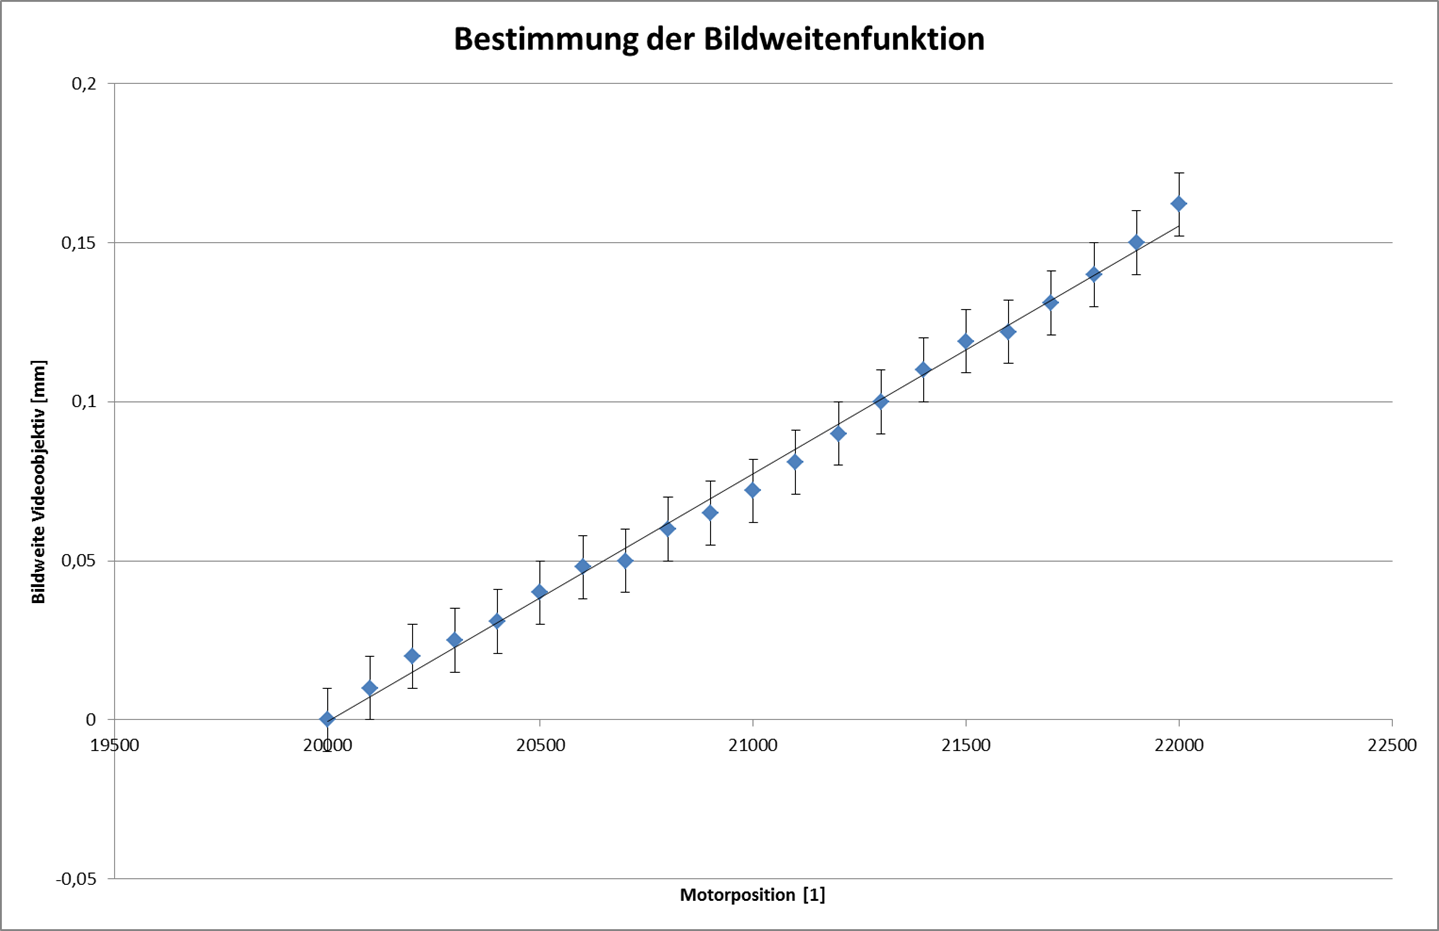 Bestimmung der Bildweitenfunktion
0,2
0,15
0,1
0,05
0
-0,05
Bildweite Videoobjektiv [mm]
19500 20000 20500 21000 21500 22000 22500
Motorposition [1]